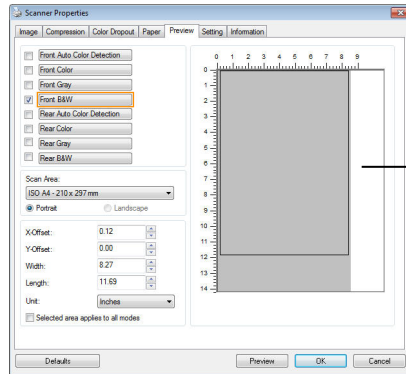 Scanner Properties
Image Compression Color Dropout Paper Preview Setting Information
Front Auto Color Detection
Front Color
Front Gray
Front B&W
Rear Auto Color Detection
Rear Color
Rear Gray
Rear B&W
Scan Area:
ISO A4 - 210 x 297 mm
Portrait Landscape
X-Offset: 0.12
Y-Offset: 0.00
Width: 8.27
Length: 11.69
Unit: Inches
Selected area applies to all modes
0 1 2 3 4 5 6 7 8 9
0
1
2
3
4
5
6
7
8
9
10
11
12
13
14
Defaults Preview OK Cancel